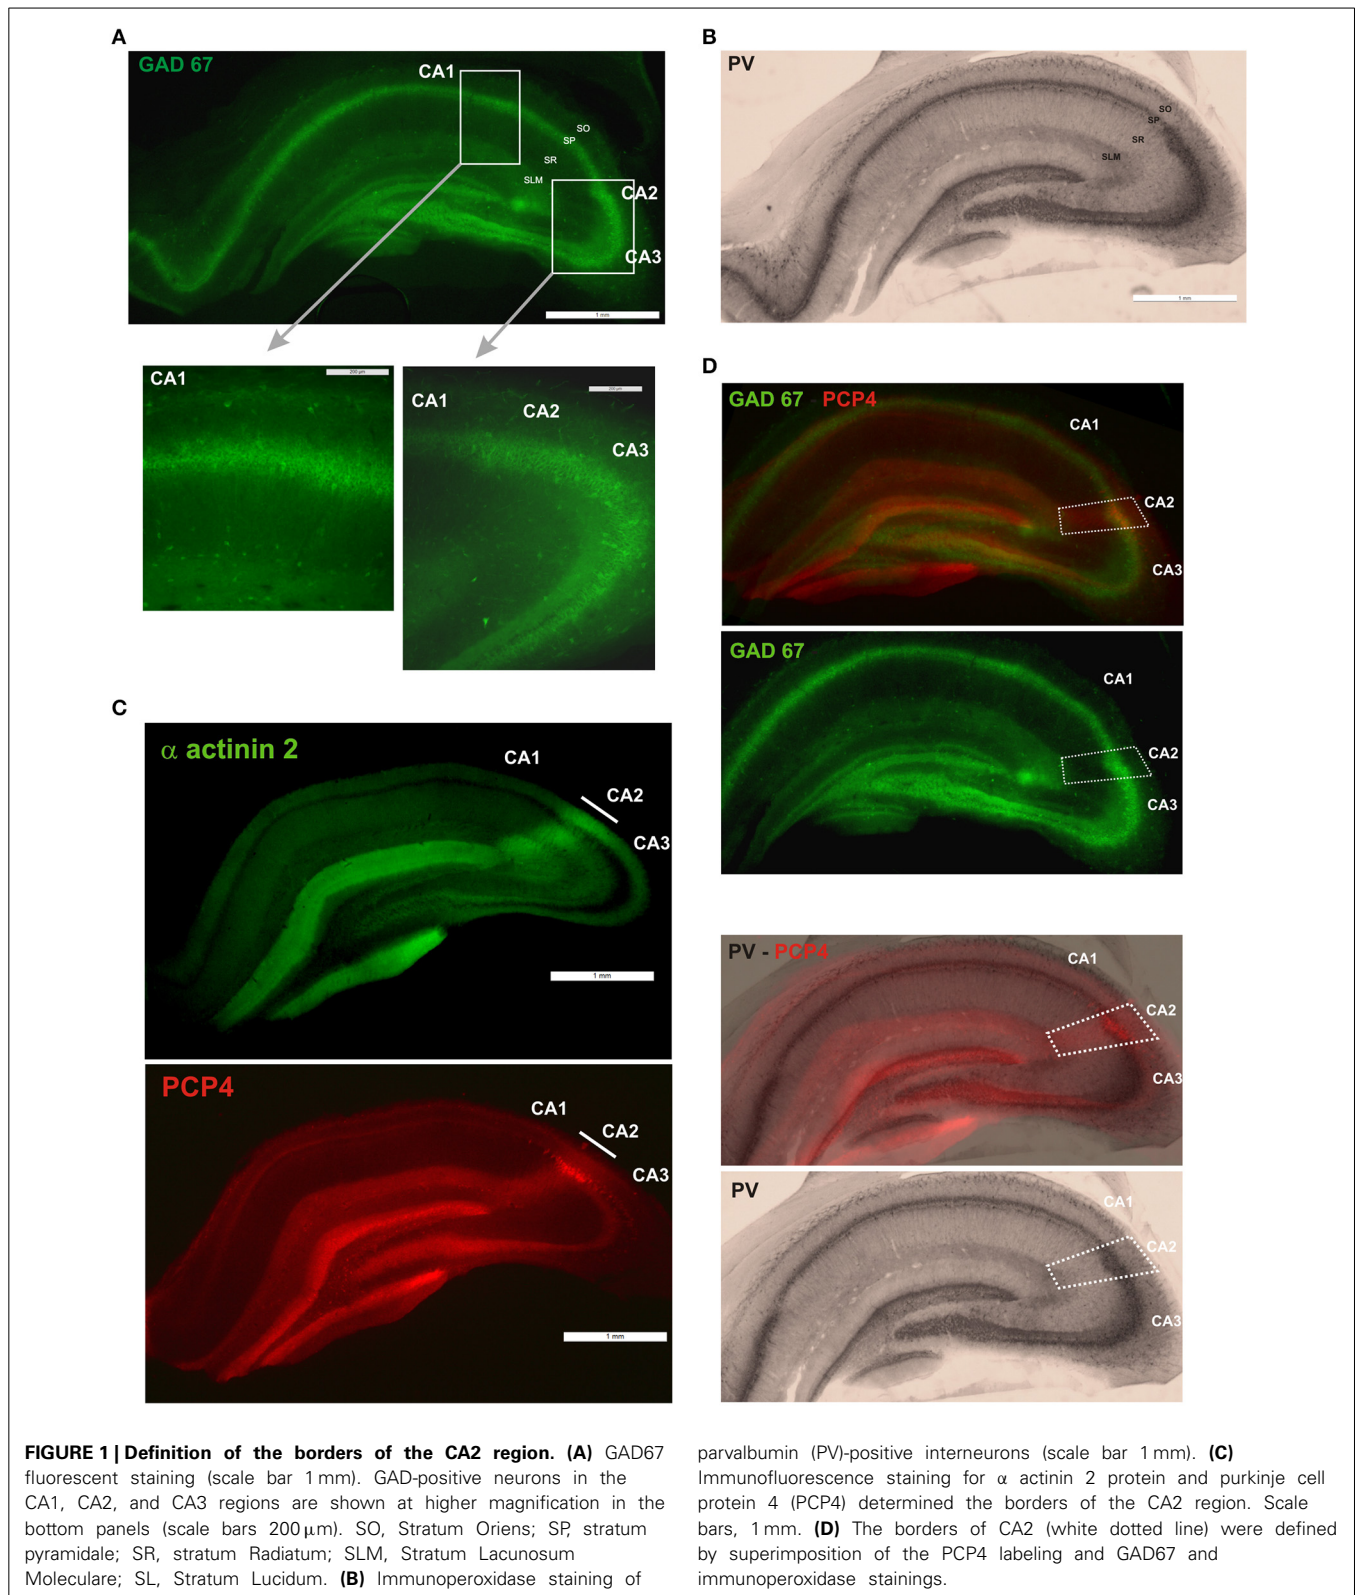 A
GAD 67
CA1
SO
SP
SR
SLM
CA2
CA3
1 mm
CA1
200 µm
CA1
CA2
CA3
200 µm
B
PV
SO
SP
SR
SLM
1 mm
C
α actinin 2
CA1
CA2
CA3
1 mm
PCP4
CA1
CA2
CA3
1 mm
D
GAD 67 PCP4
CA1
CA2
CA3
GAD 67
CA1
CA2
CA3
PV - PCP4
CA1
CA2
CA3
PV
CA1
CA2
CA3
FIGURE 1 | Definition of the borders of the CA2 region. (A) GAD67
fluorescent staining (scale bar 1 mm). GAD-positive neurons in the
CA1, CA2, and CA3 regions are shown at higher magnification in the
bottom panels (scale bars 200 µm). SO, Stratum Oriens; SP, stratum
pyramidale; SR, stratum Radiatum; SLM, Stratum Lacunosum
Moleculare; SL, Stratum Lucidum. (B) Immunoperoxidase staining of
parvalbumin (PV)-positive interneurons (scale bar 1 mm). (C)
Immunofluorescence staining for α actinin 2 protein and purkinje cell
protein 4 (PCP4) determined the borders of the CA2 region. Scale
bars, 1 mm. (D) The borders of CA2 (white dotted line) were defined
by superimposition of the PCP4 labeling and GAD67 and
immunoperoxidase stainings.